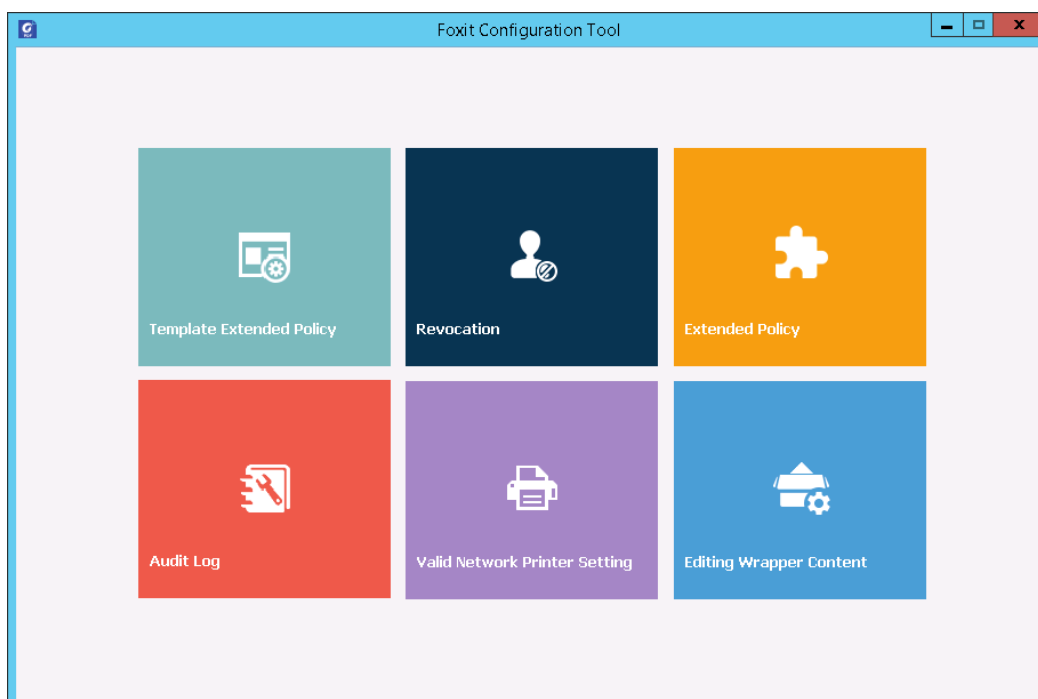 Foxit Configuration Tool
Template Extended Policy
Revocation
Extended Policy
Audit Log
Valid Network Printer Setting
Editing Wrapper Content